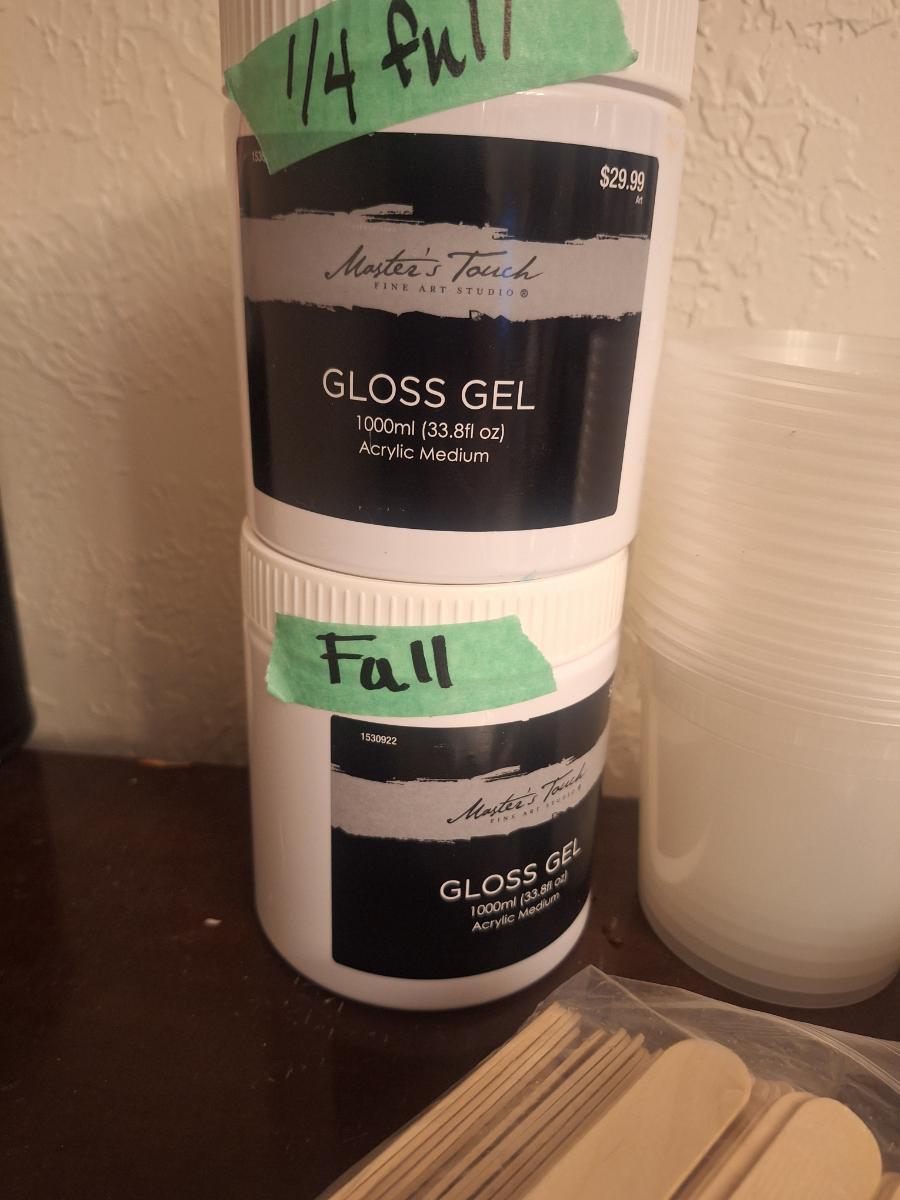 1/4 full
$29.99
Art
Master's Touch
FINE ART STUDIO®
GLOSS GEL
1000ml (33.8fl oz)
Acrylic Medium
Fall
1530922
Master's Touch
FINE ART STUDIO®
GLOSS GEL
1000ml (33.8fl oz)
Acrylic Medium